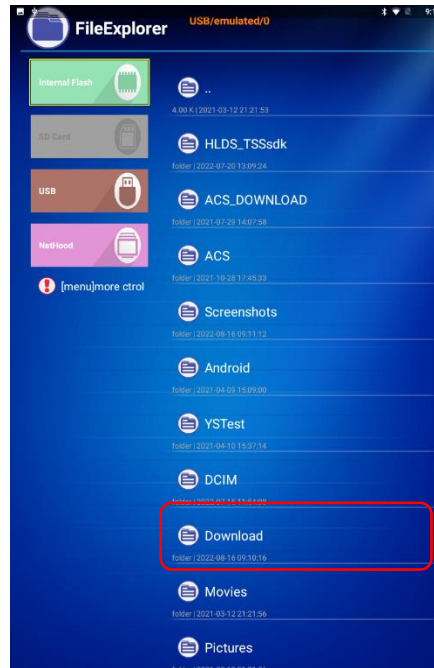 9:
FileExplorer
USB/emulated/0
Internal Flash
SD Card
USB
NetHood
[menu]more ctrol
..
4.00 K | 2021-03-12 21:21:53
HLDS_TSSsdk
folder | 2022-07-20 13:09:24
ACS_DOWNLOAD
folder | 2021-07-29 14:07:58
ACS
folder | 2021-10-28 17:45:33
Screenshots
folder | 2022-08-16 09:11:12
Android
folder | 2021-04-09 15:09:00
YSTest
folder | 2021-04-10 15:37:14
DCIM
Download
folder | 2022-08-16 09:10:16
Movies
folder | 2021-03-12 21:21:56
Pictures